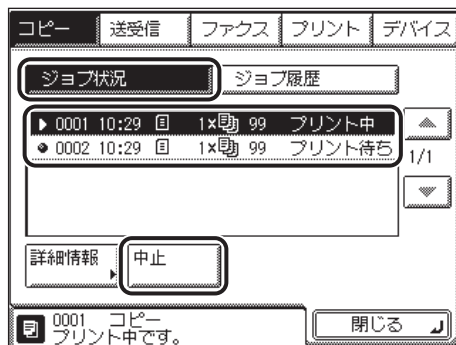 コピー 送受信 ファクス プリント デバイス
ジョブ状況 ジョブ履歴
0001 10:29 1× 99 プリント中
0002 10:29 1× 99 プリント待ち
1/1
詳細情報 中止
0001 コピー
プリント中です。
閉じる